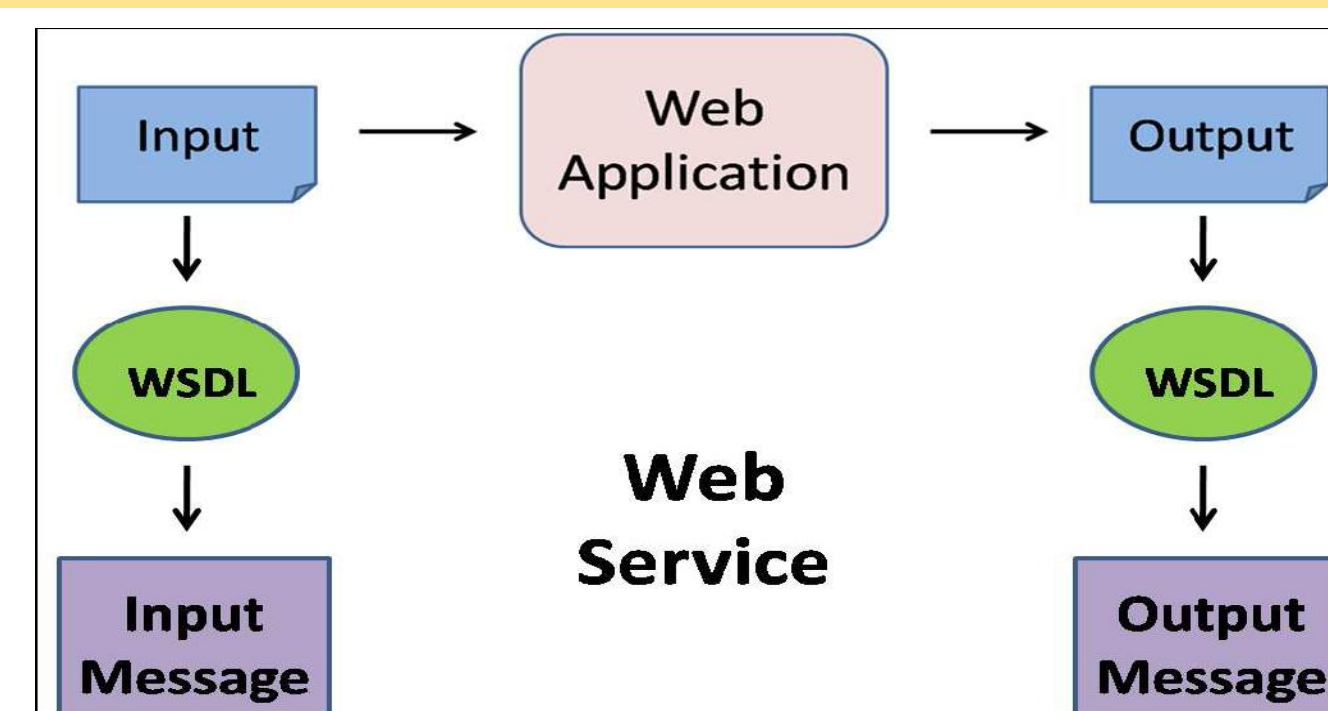 Input
Web
Application
Output
WSDL
WSDL
Web
Service
Input
Message
Output
Message